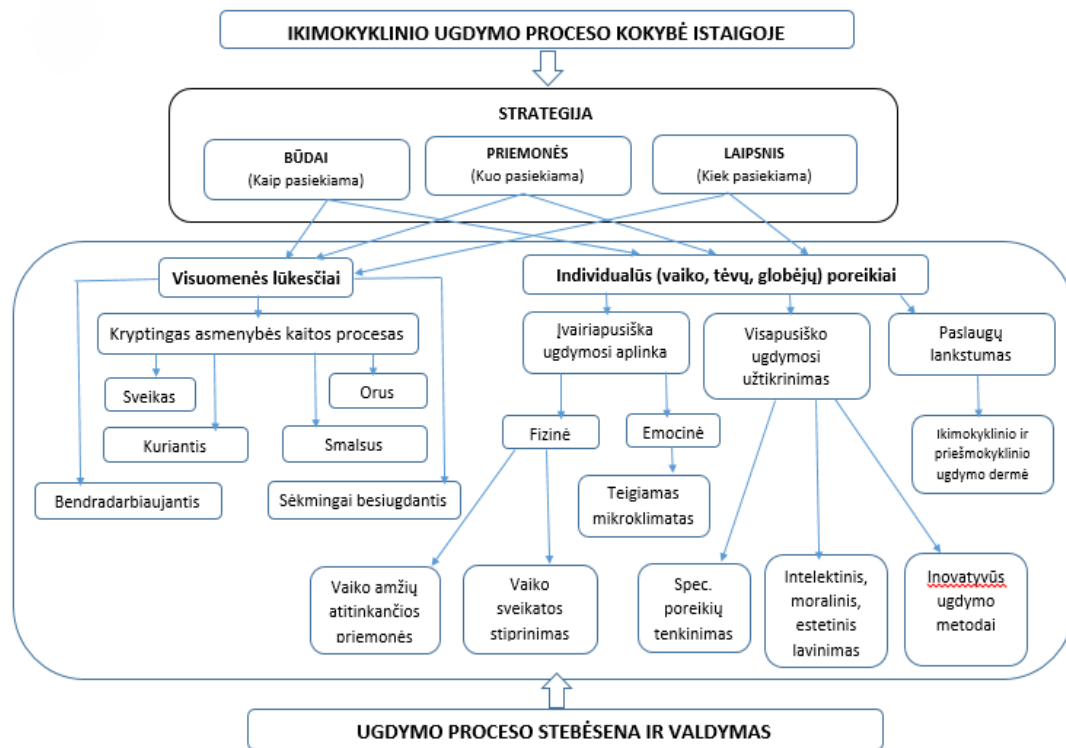 IKIMOKYKLINIO UGDYMO PROCESO KOKYBĖ ISTAIGOJE
STRATEGIJA
BŪDAI
(Kaip pasiekiama)
PRIEMONĖS
(Kuo pasiekiama)
LAIPSNIS
(Kiek pasiekiama)
Visuomenės lūkesčiai
Individualūs (vaiko, tėvų, globėjų) poreikiai
Kryptingas asmenybės kaitos procesas
Sveikas
Orus
Kuriantis
Smalsus
Bendradarbiaujantis
Sėkmingai besiugdantis
Įvairiapusiška
ugdymosi aplinka
Visapusiško
ugdymosi
užtikrinimas
Paslaugų
lankstumas
Fizinė
Emocinė
Ikimokyklinio ir
priešmokyklinio
ugdymo dermė
Teigiamas
mikroklimatas
Vaiko amžių
atitinkančios
priemonės
Vaiko
sveikatos
stiprinimas
Spec.
poreikių
tenkinimas
Intelektinis,
moralinis,
estetinis
lavinimas
Inovatyvūs
ugdymo
metodai
UGDYMO PROCESO STEBĖSENA IR VALDYMAS